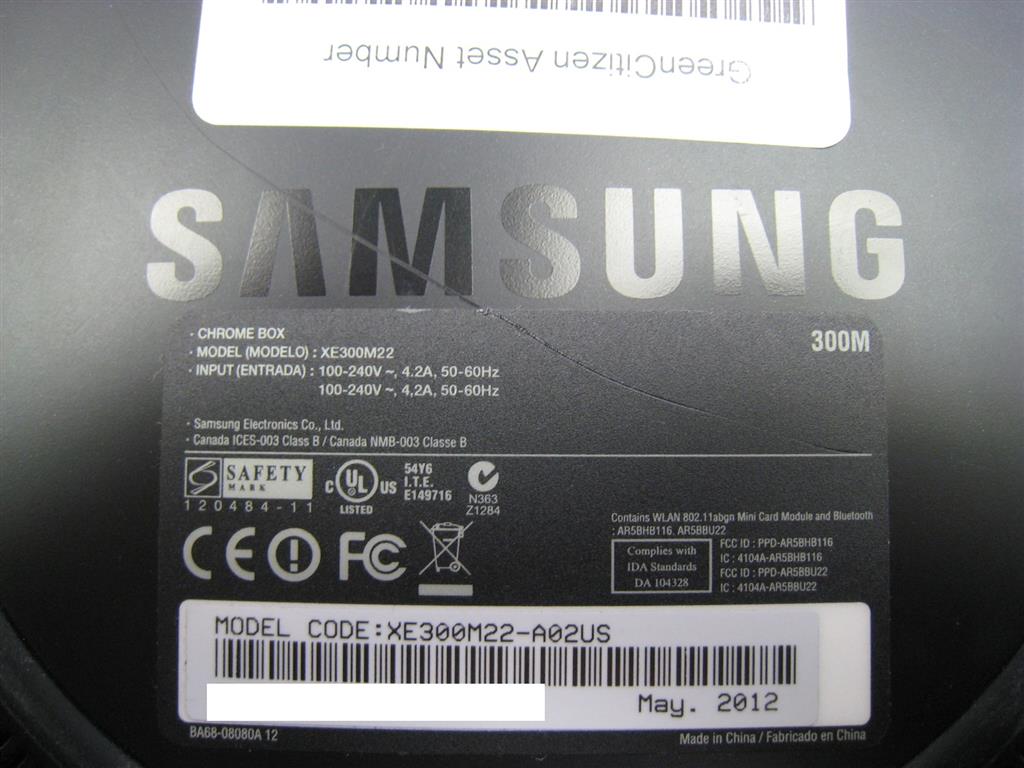 GreenCitizen Asset Number
SAMSUNG
300M
· CHROME BOX
· MODEL (MODELO) : XE300M22
· INPUT (ENTRADA) : 100-240V ~, 4.2A, 50-60Hz
100-240V ~, 4,2A, 50-60Hz
· Samsung Electronics Co., Ltd.
· Canada ICES-003 Class B / Canada NMB-003 Classe B
SAFETY
MARK
120484-11
C UL US
LISTED
54Y6
I.T.E.
E149716
N363
Z1284
CE FC
Contains WLAN 802.11abgn Mini Card Module and Bluetooth
: AR5BHB116, AR5BBU22
Complies with
IDA Standards
DA 104328
FCC ID : PPD-AR5BHB116
IC : 4104A-AR5BHB116
FCC ID : PPD-AR5BBU22
IC : 4104A-AR5BBU22
MODEL CODE:XE300M22-A02US
May. 2012
BA68-08080A 12
Made in China / Fabricado en China